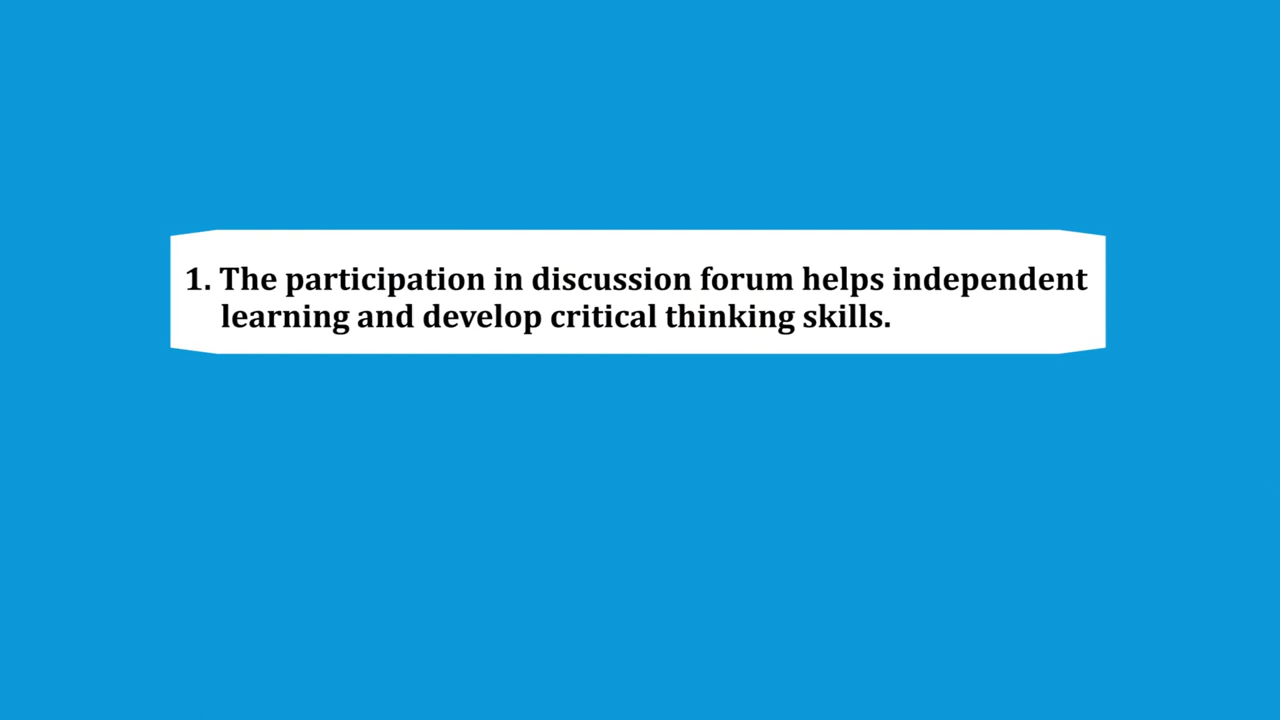 1. The participation in discussion forum helps independent
learning and develop critical thinking skills.